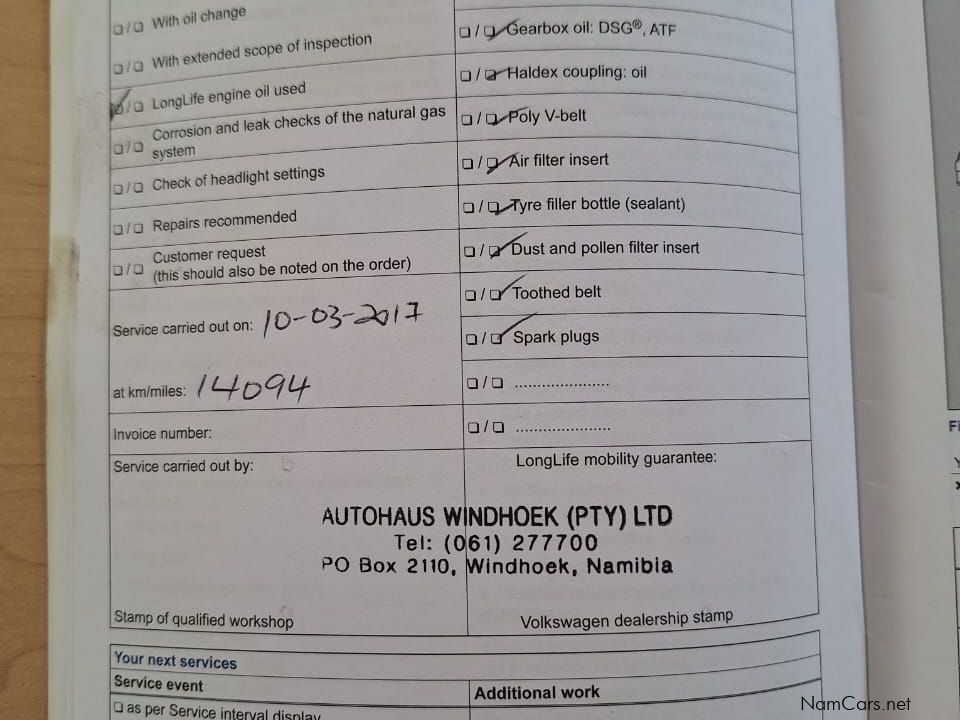 ☐/☐ With oil change
☐/☐ With extended scope of inspection
☑/☐ LongLife engine oil used
☐/☐ Corrosion and leak checks of the natural gas
system
☐/☐ Check of headlight settings
☐/☐ Repairs recommended
☐/☐ Customer request
(this should also be noted on the order)
Service carried out on: 10-03-2017
at km/miles: 14094
Invoice number:
Service carried out by:
☐/☑ Gearbox oil: DSG®, ATF
☐/☑ Haldex coupling: oil
☐/☑ Poly V-belt
☐/☑ Air filter insert
☐/☑ Tyre filler bottle (sealant)
☐/☑ Dust and pollen filter insert
☐/☑ Toothed belt
☐/☑ Spark plugs
☐/☐ .....................
☐/☐ .....................
LongLife mobility guarantee:
AUTOHAUS WINDHOEK (PTY) LTD
Tel: (061) 277700
PO Box 2110, Windhoek, Namibia
Stamp of qualified workshop
Volkswagen dealership stamp
Your next services
Service event
Additional work
☐ as per Service interval display
NamCars.net